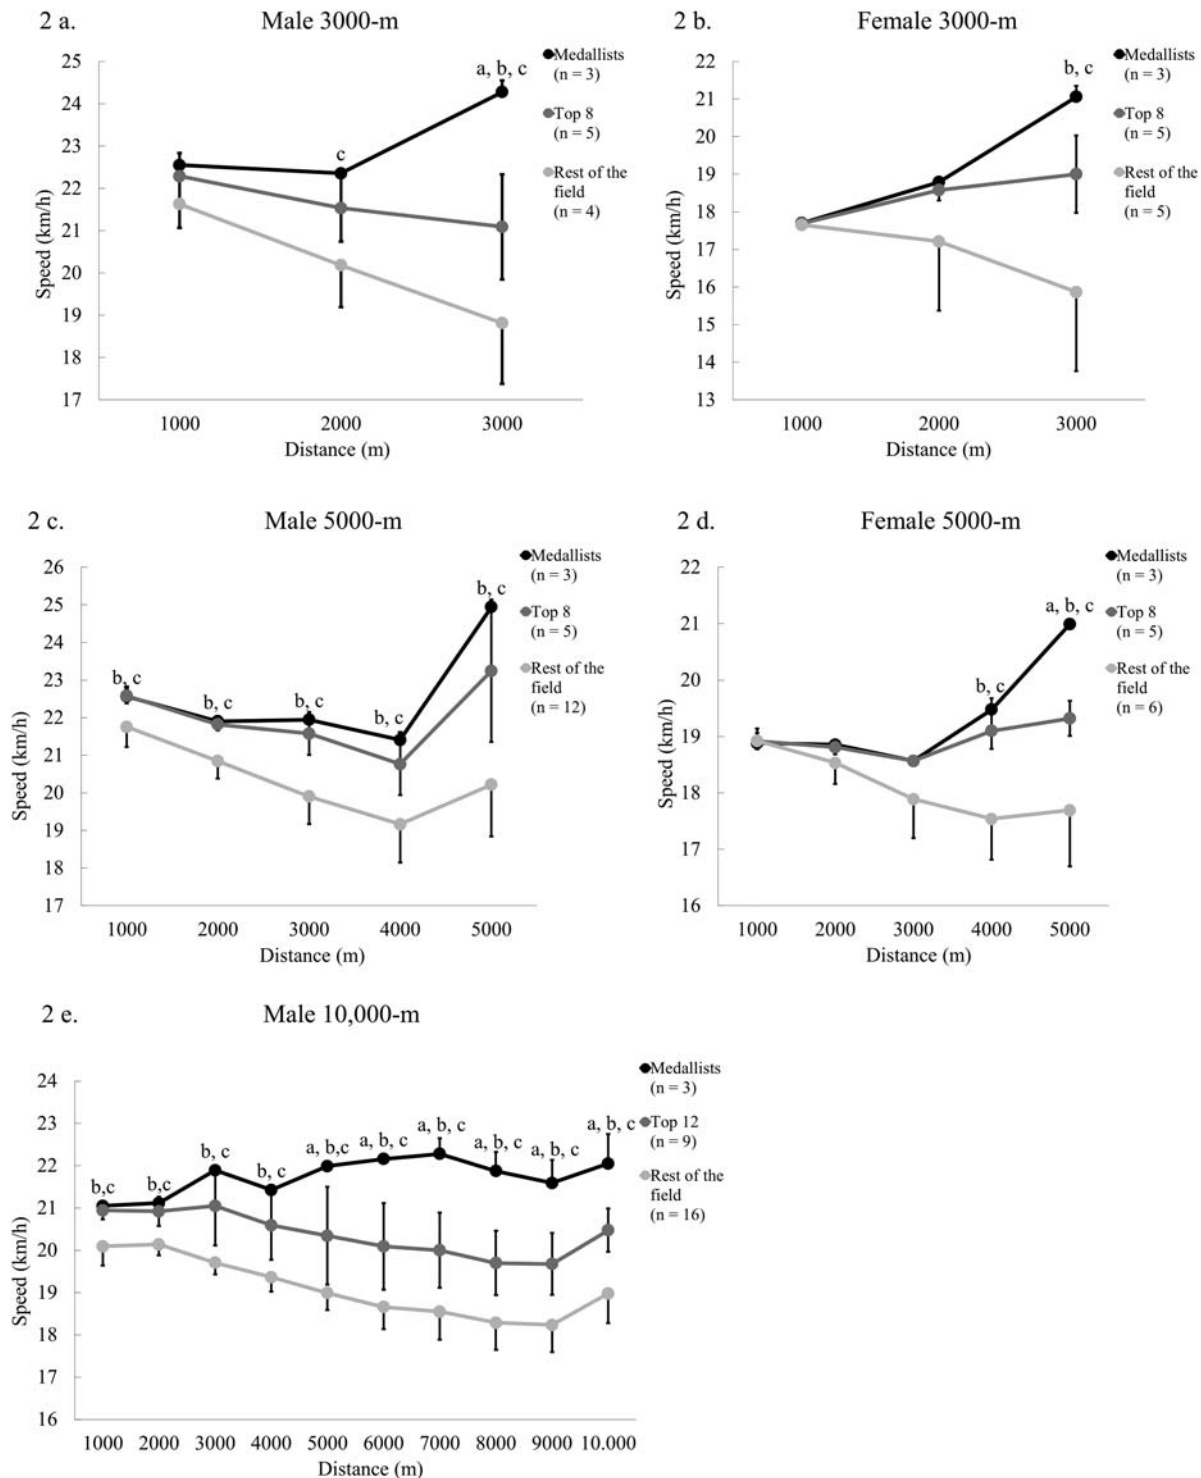 2 a.
Male 3000-m
Medallists
(n = 3)
Top 8
(n = 5)
Rest of the
field
(n = 4)
a, b, c
c
25
24
23
22
21
20
19
18
17
Speed (km/h)
1000 2000 3000
Distance (m)
2 b.
Female 3000-m
Medallists
(n = 3)
Top 8
(n = 5)
Rest of the
field
(n = 5)
b, c
22
21
20
19
18
17
16
15
14
13
Speed (km/h)
1000 2000 3000
Distance (m)
2 c.
Male 5000-m
Medallists
(n = 3)
Top 8
(n = 5)
Rest of the
field
(n = 12)
b, c
b, c
b, c
b, c
b, c
26
25
24
23
22
21
20
19
18
17
Speed (km/h)
1000 2000 3000 4000 5000
Distance (m)
2 d.
Female 5000-m
Medallists
(n = 3)
Top 8
(n = 5)
Rest of the
field
(n = 6)
b, c
a, b, c
22
21
20
19
18
17
16
Speed (km/h)
1000 2000 3000 4000 5000
Distance (m)
2 e.
Male 10,000-m
Medallists
(n = 3)
Top 12
(n = 9)
Rest of the
field
(n = 16)
b,c
b, c
b, c
b, c
a, b,c
a, b, c
a, b, c
a, b, c
a, b, c
a, b, c
24
23
22
21
20
19
18
17
16
Speed (km/h)
1000 2000 3000 4000 5000 6000 7000 8000 9000 10.000
Distance (m)